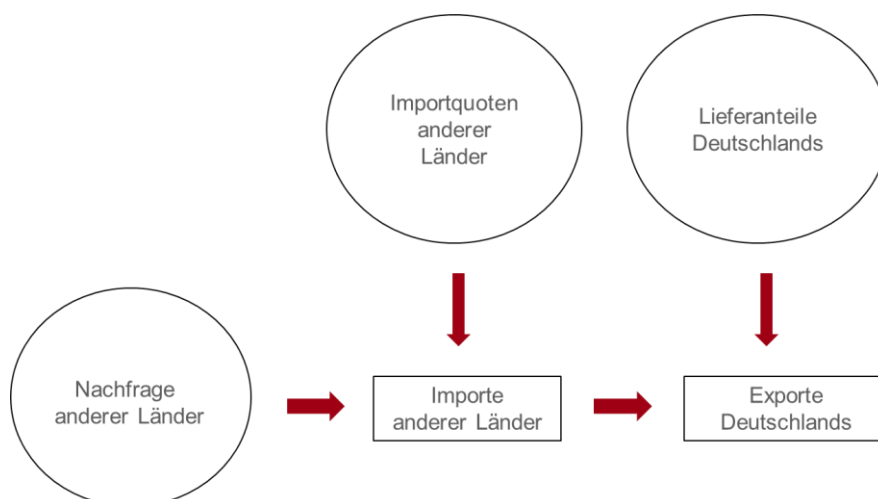 Importquoten
anderer
Länder
Lieferanteile
Deutschlands
Nachfrage
anderer Länder
Importe
anderer Länder
Exporte
Deutschlands